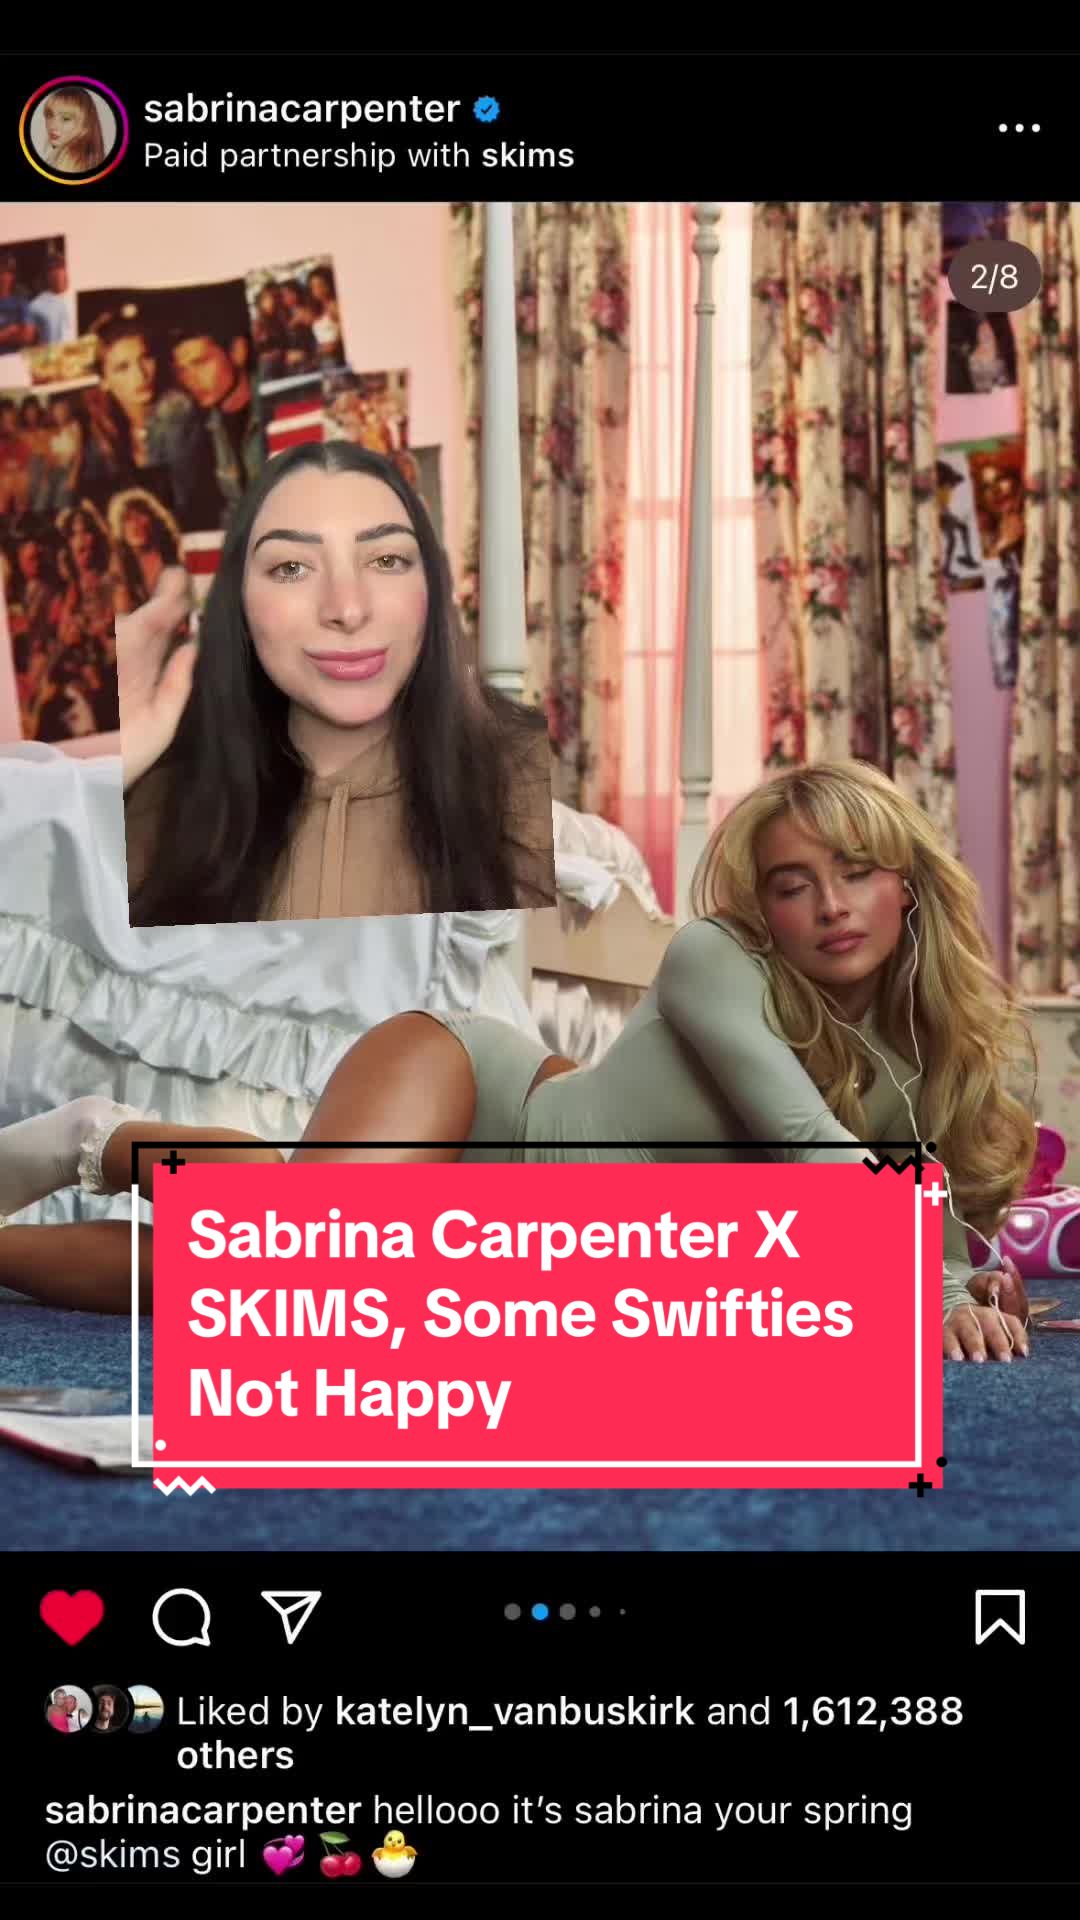 sabrinacarpenter
Paid partnership with skims
2/8
Sabrina Carpenter X
SKIMS, Some Swifties
Not Happy
Liked by katelyn_vanbuskirk and 1,612,388
others
sabrinacarpenter hellooo it’s sabrina your spring
@skims girl 💞 🍒 🐣